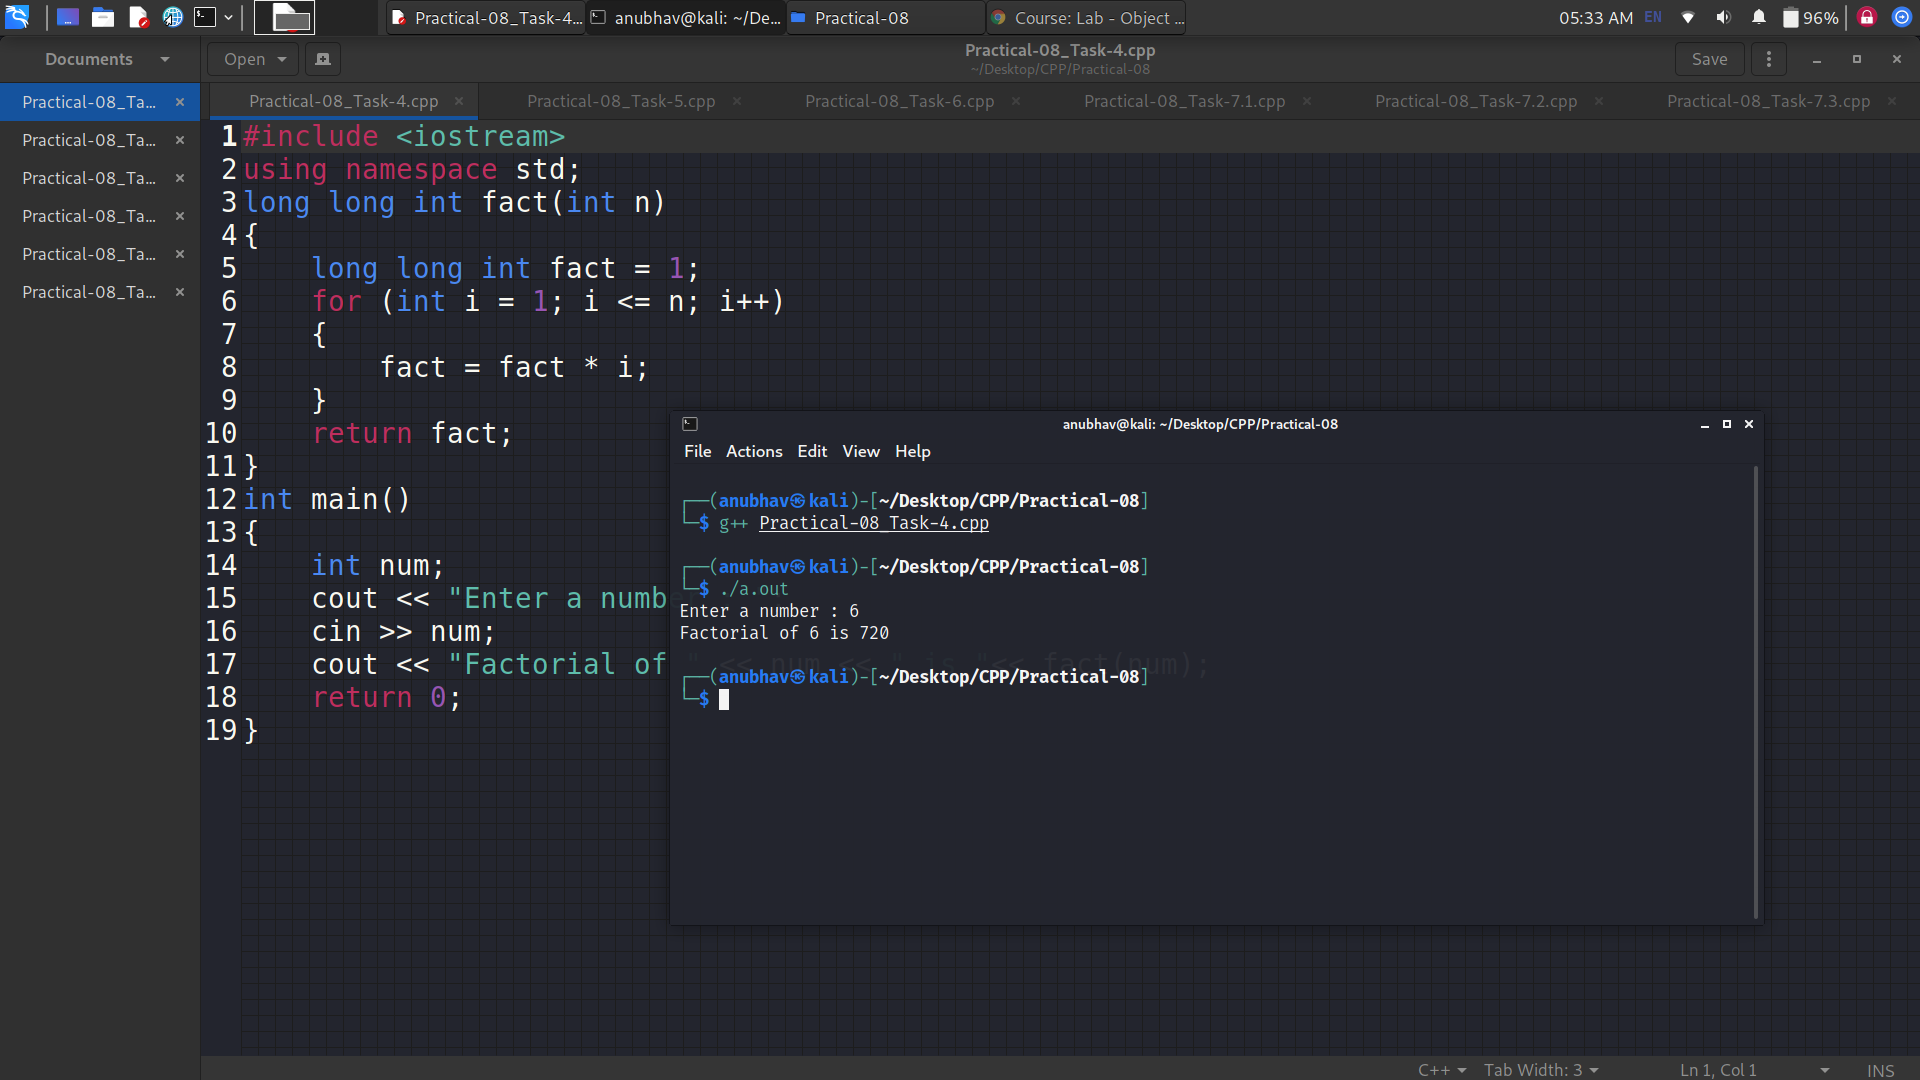 Practical-08_Task-4...
anubhav@kali: ~/De...
Practical-08
Course: Lab - Object ...
05:33 AM
EN
96%
Documents
Open
Practical-08_Task-4.cpp
~/Desktop/CPP/Practical-08
Save
Practical-08_Ta...
Practical-08_Ta...
Practical-08_Ta...
Practical-08_Ta...
Practical-08_Ta...
Practical-08_Ta...
Practical-08_Task-4.cpp
Practical-08_Task-5.cpp
Practical-08_Task-6.cpp
Practical-08_Task-7.1.cpp
Practical-08_Task-7.2.cpp
Practical-08_Task-7.3.cpp
1 #include <iostream>
2 using namespace std;
3 long long int fact(int n)
4 {
5     long long int fact = 1;
6     for (int i = 1; i <= n; i++)
7     {
8         fact = fact * i;
9     }
10     return fact;
11 }
12 int main()
13 {
14     int num;
15     cout << "Enter a numb
16     cin >> num;
17     cout << "Factorial of " << num << " is "<< fact(num);
18     return 0;
19 }
anubhav@kali: ~/Desktop/CPP/Practical-08
File Actions Edit View Help
┌──(anubhav㉿kali)-[~/Desktop/CPP/Practical-08]
└─$ g++ Practical-08_Task-4.cpp
┌──(anubhav㉿kali)-[~/Desktop/CPP/Practical-08]
└─$ ./a.out
Enter a number : 6
Factorial of 6 is 720
┌──(anubhav㉿kali)-[~/Desktop/CPP/Practical-08]
└─$
C++
Tab Width: 3
Ln 1, Col 1
INS